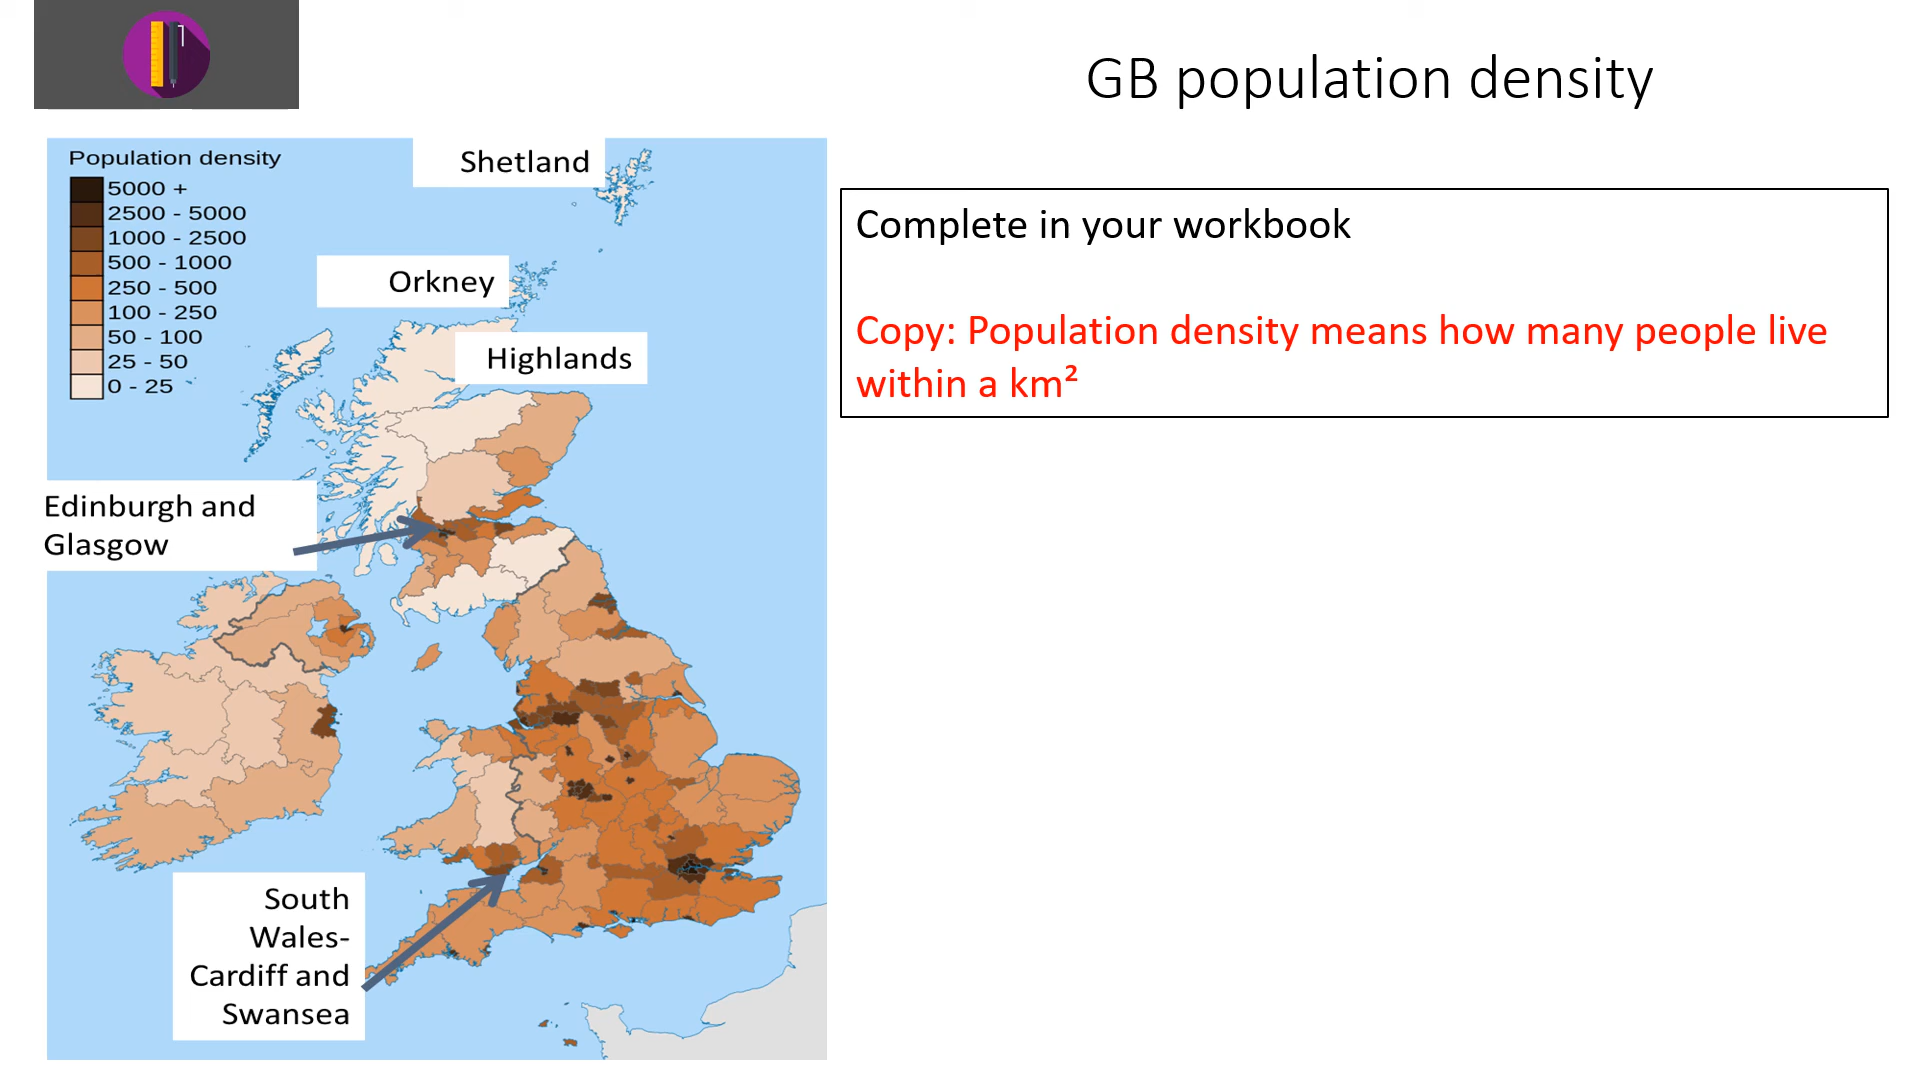 GB population density
Population density
5000 +
2500 - 5000
1000 - 2500
500 - 1000
250 - 500
100 - 250
50 - 100
25 - 50
0 - 25
Shetland
Orkney
Highlands
Edinburgh and
Glasgow
South
Wales-
Cardiff and
Swansea
Complete in your workbook
Copy: Population density means how many people live
within a km²